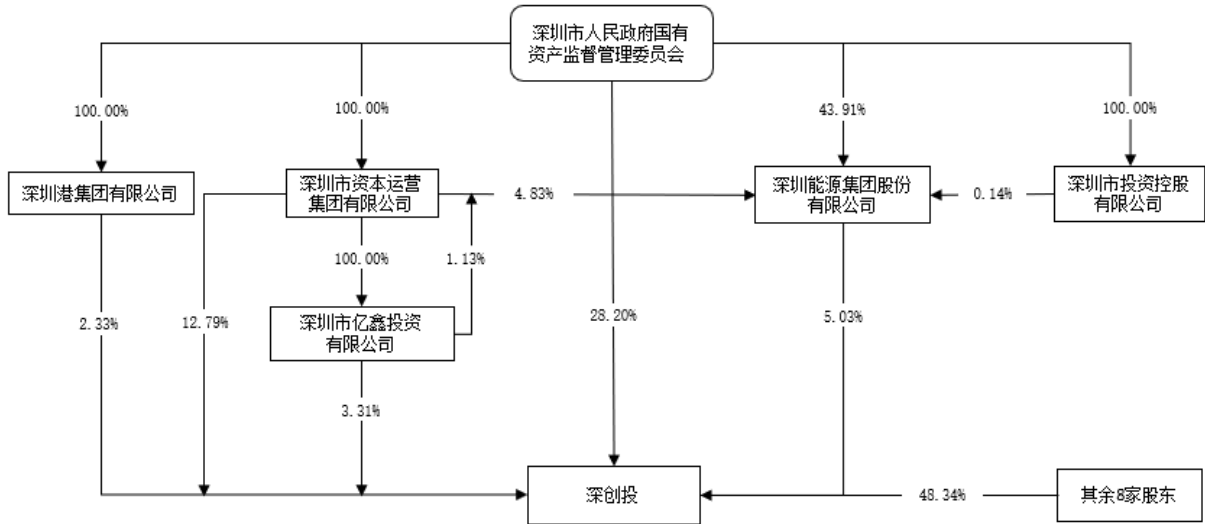 深圳市人民政府国有
资产监督管理委员会
100.00%
100.00%
43.91%
100.00%
深圳港集团有限公司
深圳市资本运营
集团有限公司
4.83%
深圳能源集团股份
有限公司
0.14%
深圳市投资控股
有限公司
100.00%
1.13%
2.33%
12.79%
深圳市亿鑫投资
有限公司
28.20%
5.03%
3.31%
深创投
48.34%
其余8家股东